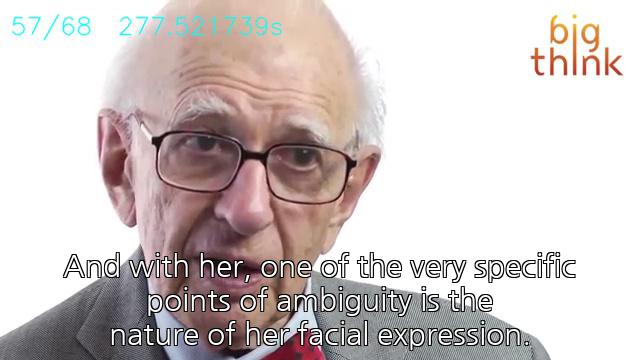 57/68 277.521739s
big
think
And with her, one of the very specific
points of ambiguity is the
nature of her facial expression.